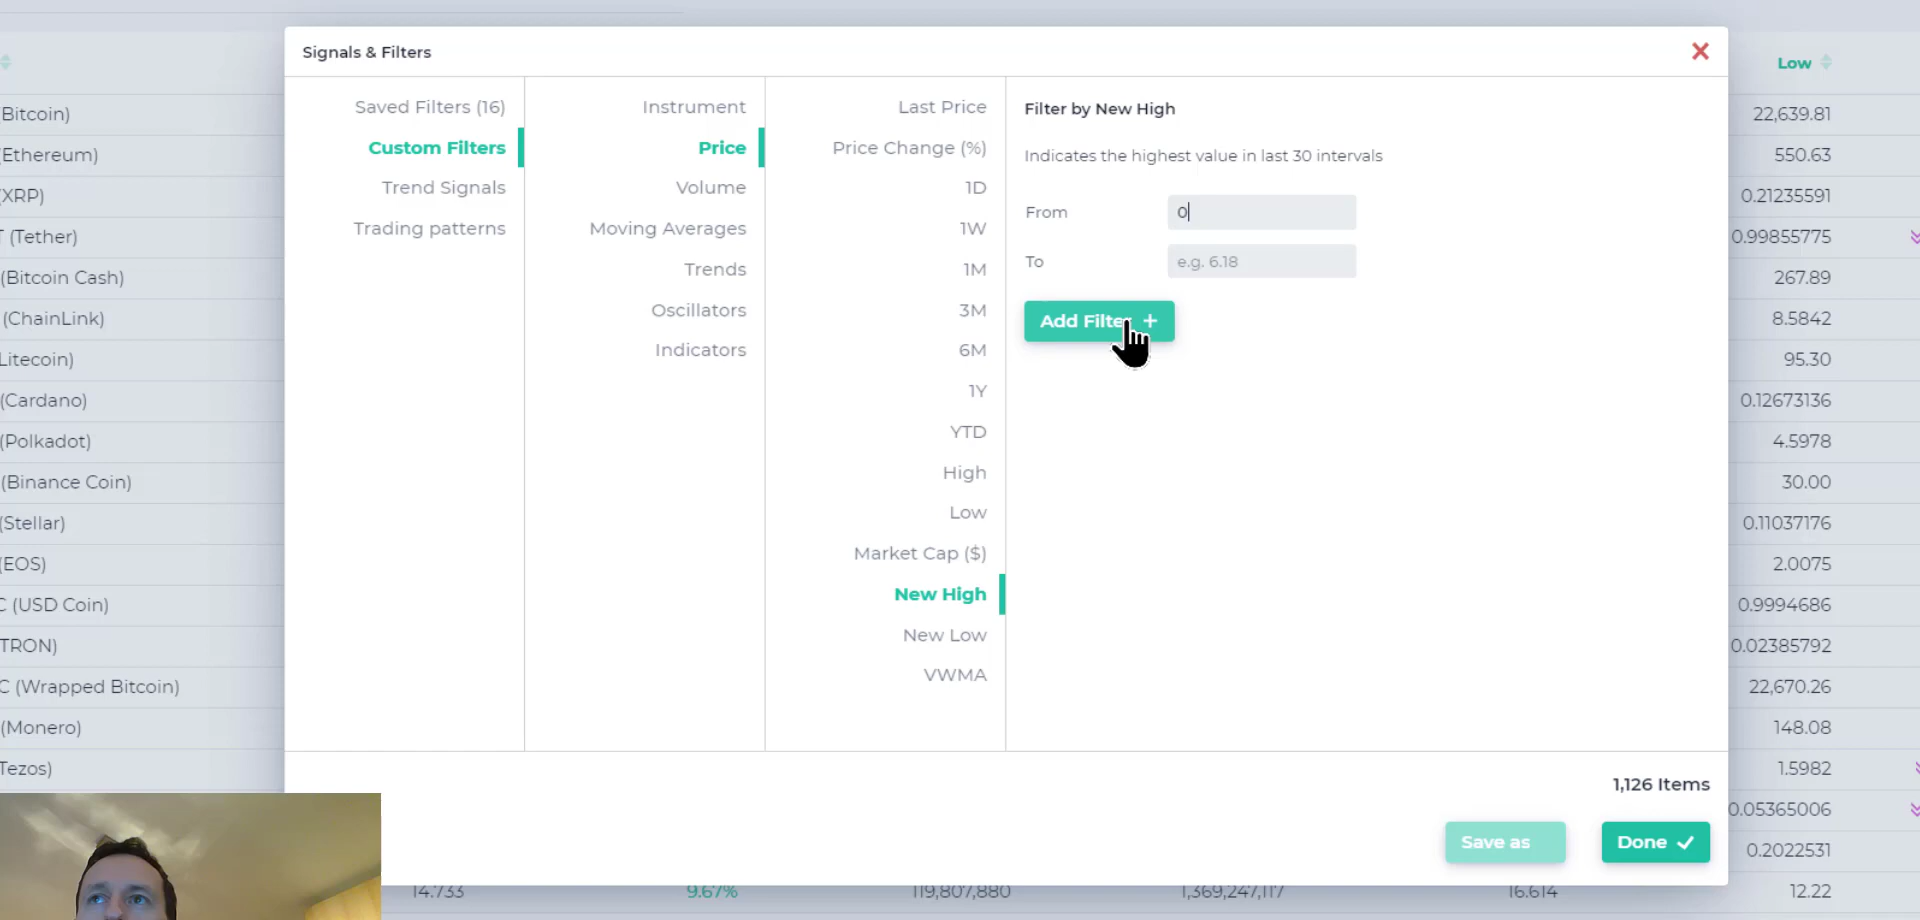 Signals & Filters
Low
(Bitcoin)
22,639.81
(Ethereum)
550.63
(XRP)
0.21235591
T (Tether)
0.99855775
(Bitcoin Cash)
267.89
(ChainLink)
8.5842
Litecoin)
95.30
(Cardano)
0.12673136
(Polkadot)
4.5978
(Binance Coin)
30.00
(Stellar)
0.11037176
(EOS)
2.0075
C (USD Coin)
0.9994686
TRON)
0.02385792
C (Wrapped Bitcoin)
22,670.26
(Monero)
148.08
Tezos)
1.5982
0.05365006
0.2022531
Saved Filters (16)
Custom Filters
Trend Signals
Trading patterns
Instrument
Price
Volume
Moving Averages
Trends
Oscillators
Indicators
Last Price
Price Change (%)
1D
1W
1M
3M
6M
1Y
YTD
High
Low
Market Cap ($)
New High
New Low
VWMA
Filter by New High
Indicates the highest value in last 30 intervals
From 0
To e.g. 6.18
Add Filter +
1,126 Items
Save as
Done
14.733 9.67% 119,807,880 1,369,247,117 16.614 12.22